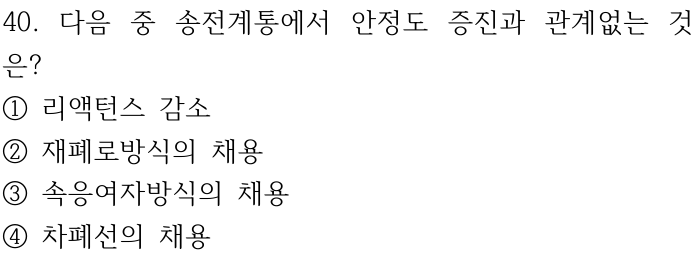 40. 다음 중 송전계통에서 안정도 증진과 관계없는 것
은?
① 리액턴스 감소
② 재폐로방식의 채용
③ 속응여자방식의 채용
④ 차폐선의 채용